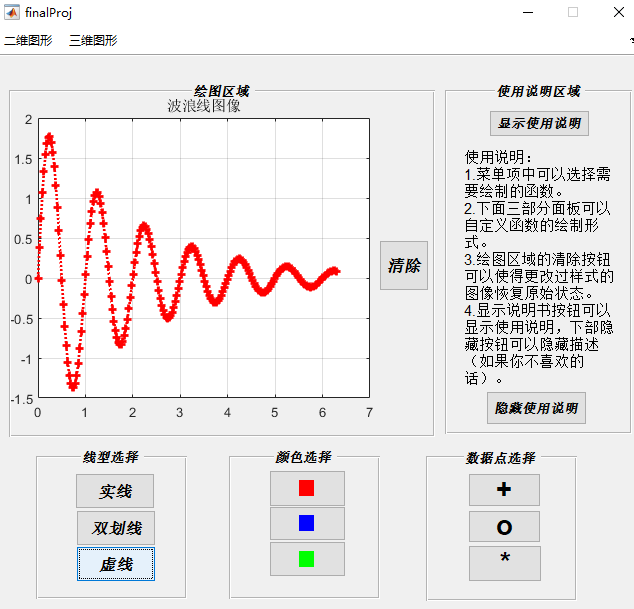 finalProj
二维图形 三维图形
绘图区域
波浪线图像
2
1.5
1
0.5
0
-0.5
-1
-1.5
0 1 2 3 4 5 6 7
清除
使用说明区域
显示使用说明
使用说明：
1.菜单项中可以选择需
要绘制的函数。
2.下面三部分面板可以
自定义函数的绘制形
式。
3.绘图区域的清除按钮
可以使得更改过样式的
图像恢复原始状态。
4.显示说明书按钮可以
显示使用说明，下部隐
藏按钮可以隐藏描述
（如果你不喜欢的
话）。
隐藏使用说明
线型选择
实线
双划线
虚线
颜色选择
数据点选择
+
o
*